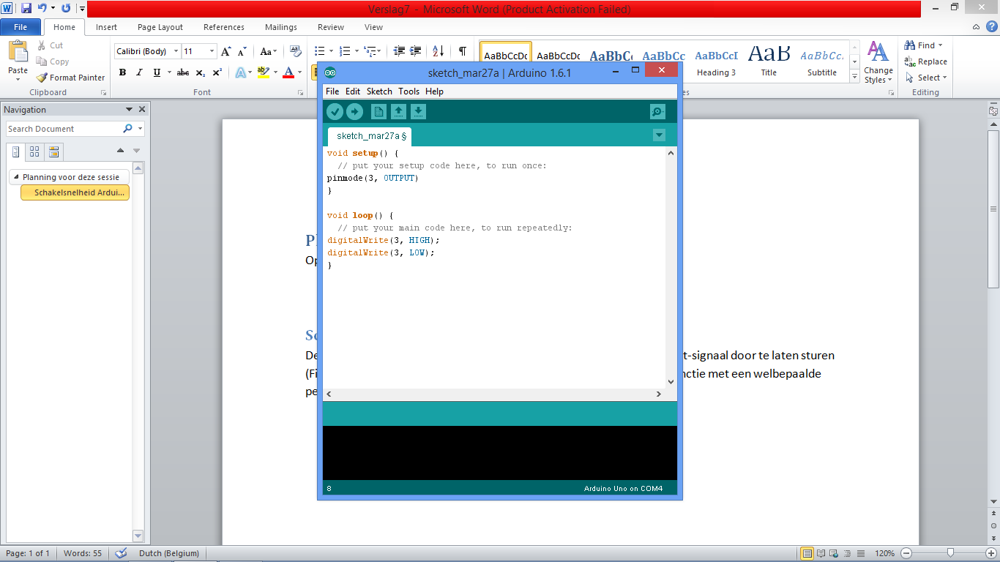 Verslag7 - Microsoft Word (Product Activation Failed)
File Home Insert Page Layout References Mailings Review View
Paste
Cut
Copy
Format Painter
Clipboard
Calibri (Body) 11
Font
AaBbCcDc AaBbCcDc AaBbCc AaBbCc AaBbCcI AaB AaBbCc.
Heading 3 Title Subtitle
Change
Styles
Find
Replace
Select
Editing
Navigation
Search Document
Planning voor deze sessie
Schakelsnelheid Ardui...
sketch_mar27a | Arduino 1.6.1
File Edit Sketch Tools Help
sketch_mar27a §
void setup() {
// put your setup code here, to run once:
pinmode(3, OUTPUT)
}
void loop() {
// put your main code here, to run repeatedly:
digitalWrite(3, HIGH);
digitalWrite(3, LOW);
}
8 Arduino Uno on COM4
t-signaal door te laten sturen
(Fi nctie met een welbepaalde
pe
Page: 1 of 1 Words: 55 Dutch (Belgium) 120%